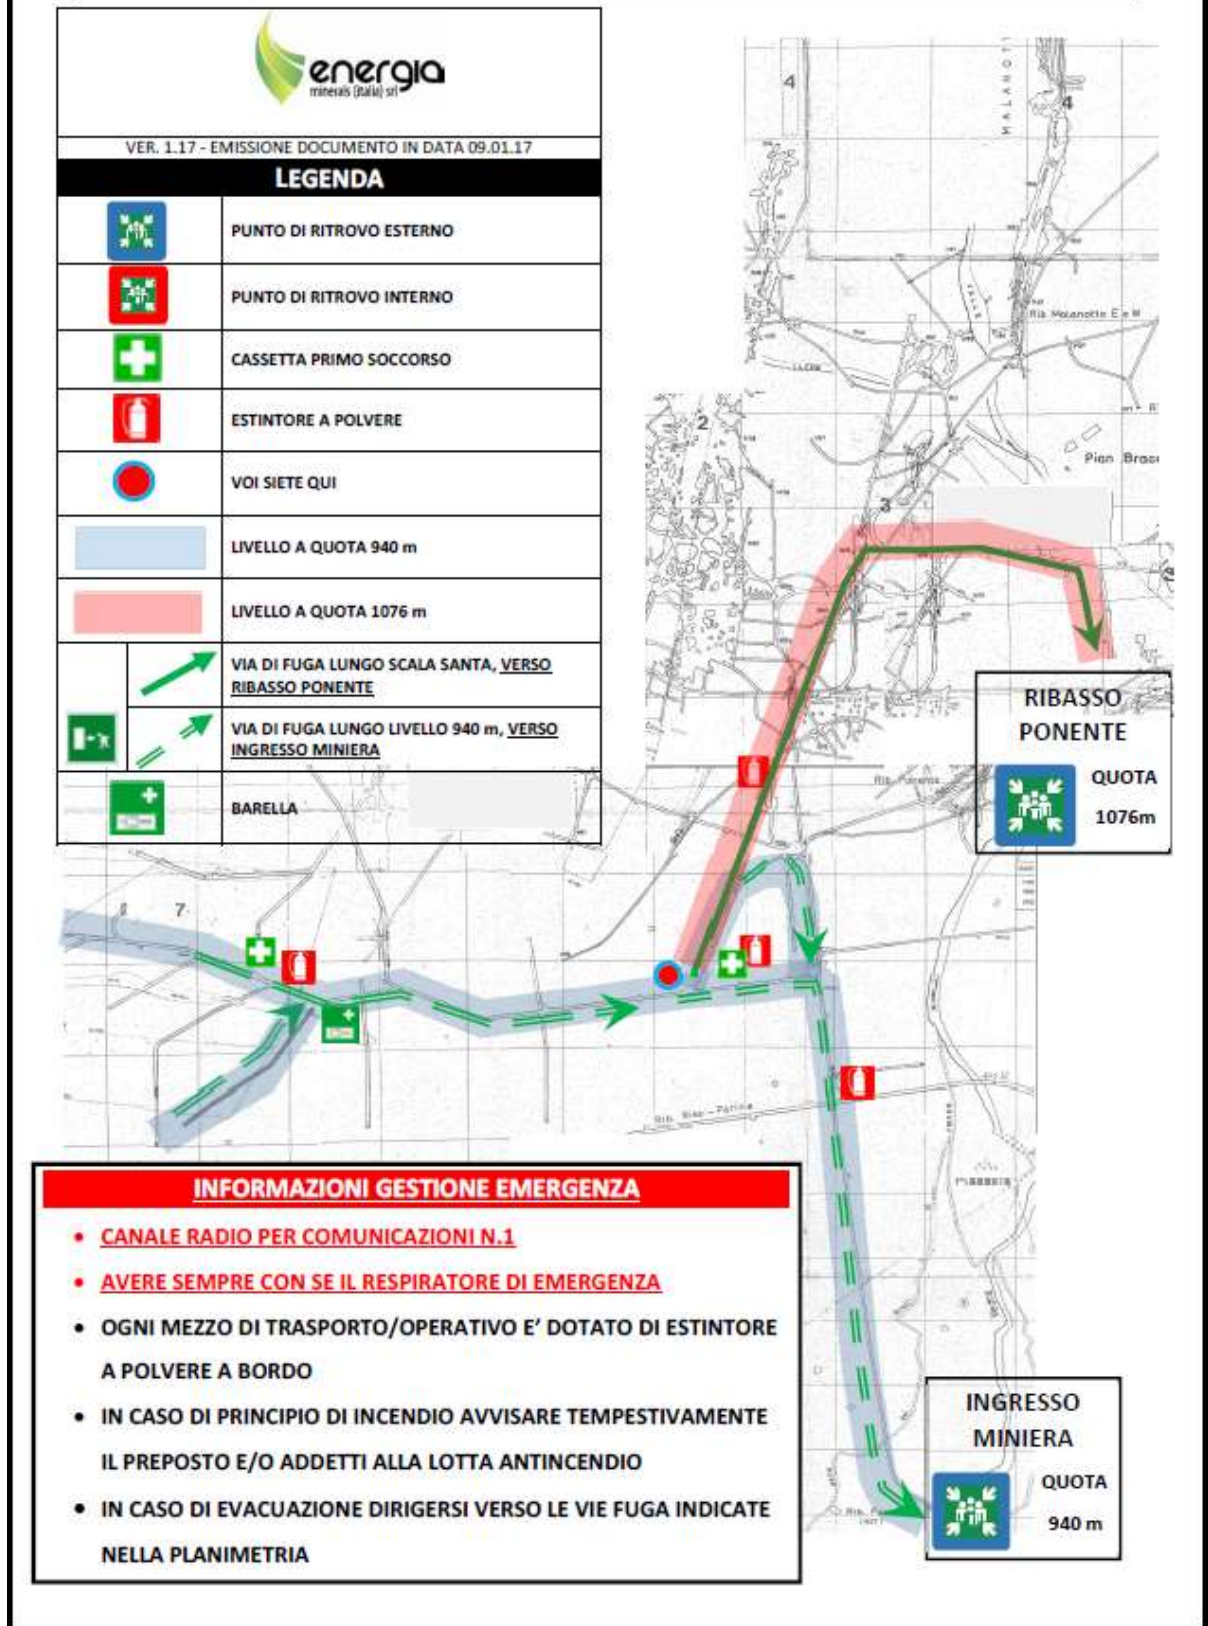 energia
minerals (italia) srl
VER. 1.17 - EMISSIONE DOCUMENTO IN DATA 09.01.17
LEGENDA
PUNTO DI RITROVO ESTERNO
PUNTO DI RITROVO INTERNO
CASSETTA PRIMO SOCCORSO
ESTINTORE A POLVERE
VOI SIETE QUI
LIVELLO A QUOTA 940 m
LIVELLO A QUOTA 1076 m
VIA DI FUGA LUNGO SCALA SANTA, VERSO
RIBASSO PONENTE
VIA DI FUGA LUNGO LIVELLO 940 m, VERSO
INGRESSO MINIERA
BARELLA
4
MALANOT
4
Rib. Malanotte E e W
2
Pian Brac
3
RIBASSO
PONENTE
QUOTA
1076m
7
Rib. Riso - Parina
INFORMAZIONI GESTIONE EMERGENZA
• CANALE RADIO PER COMUNICAZIONI N.1
• AVERE SEMPRE CON SE IL RESPIRATORE DI EMERGENZA
• OGNI MEZZO DI TRASPORTO/OPERATIVO E' DOTATO DI ESTINTORE
A POLVERE A BORDO
• IN CASO DI PRINCIPIO DI INCENDIO AVVISARE TEMPESTIVAMENTE
IL PREPOSTO E/O ADDETTI ALLA LOTTA ANTINCENDIO
• IN CASO DI EVACUAZIONE DIRIGERSI VERSO LE VIE FUGA INDICATE
NELLA PLANIMETRIA
INGRESSO
MINIERA
QUOTA
940 m